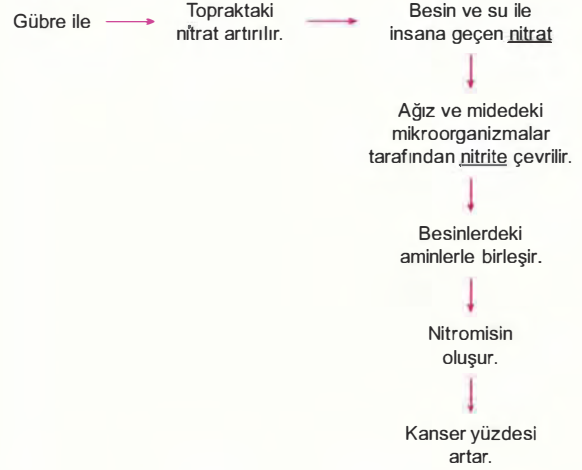 Gübre ile
Topraktaki
nitrat artırılır.
Besin ve su ile
insana geçen nitrat
Ağız ve midedeki
mikroorganizmalar
tarafından nitrite çevrilir.
Besinlerdeki
aminlerle birleşir.
Nitromisin
oluşur.
Kanser yüzdesi
artar.